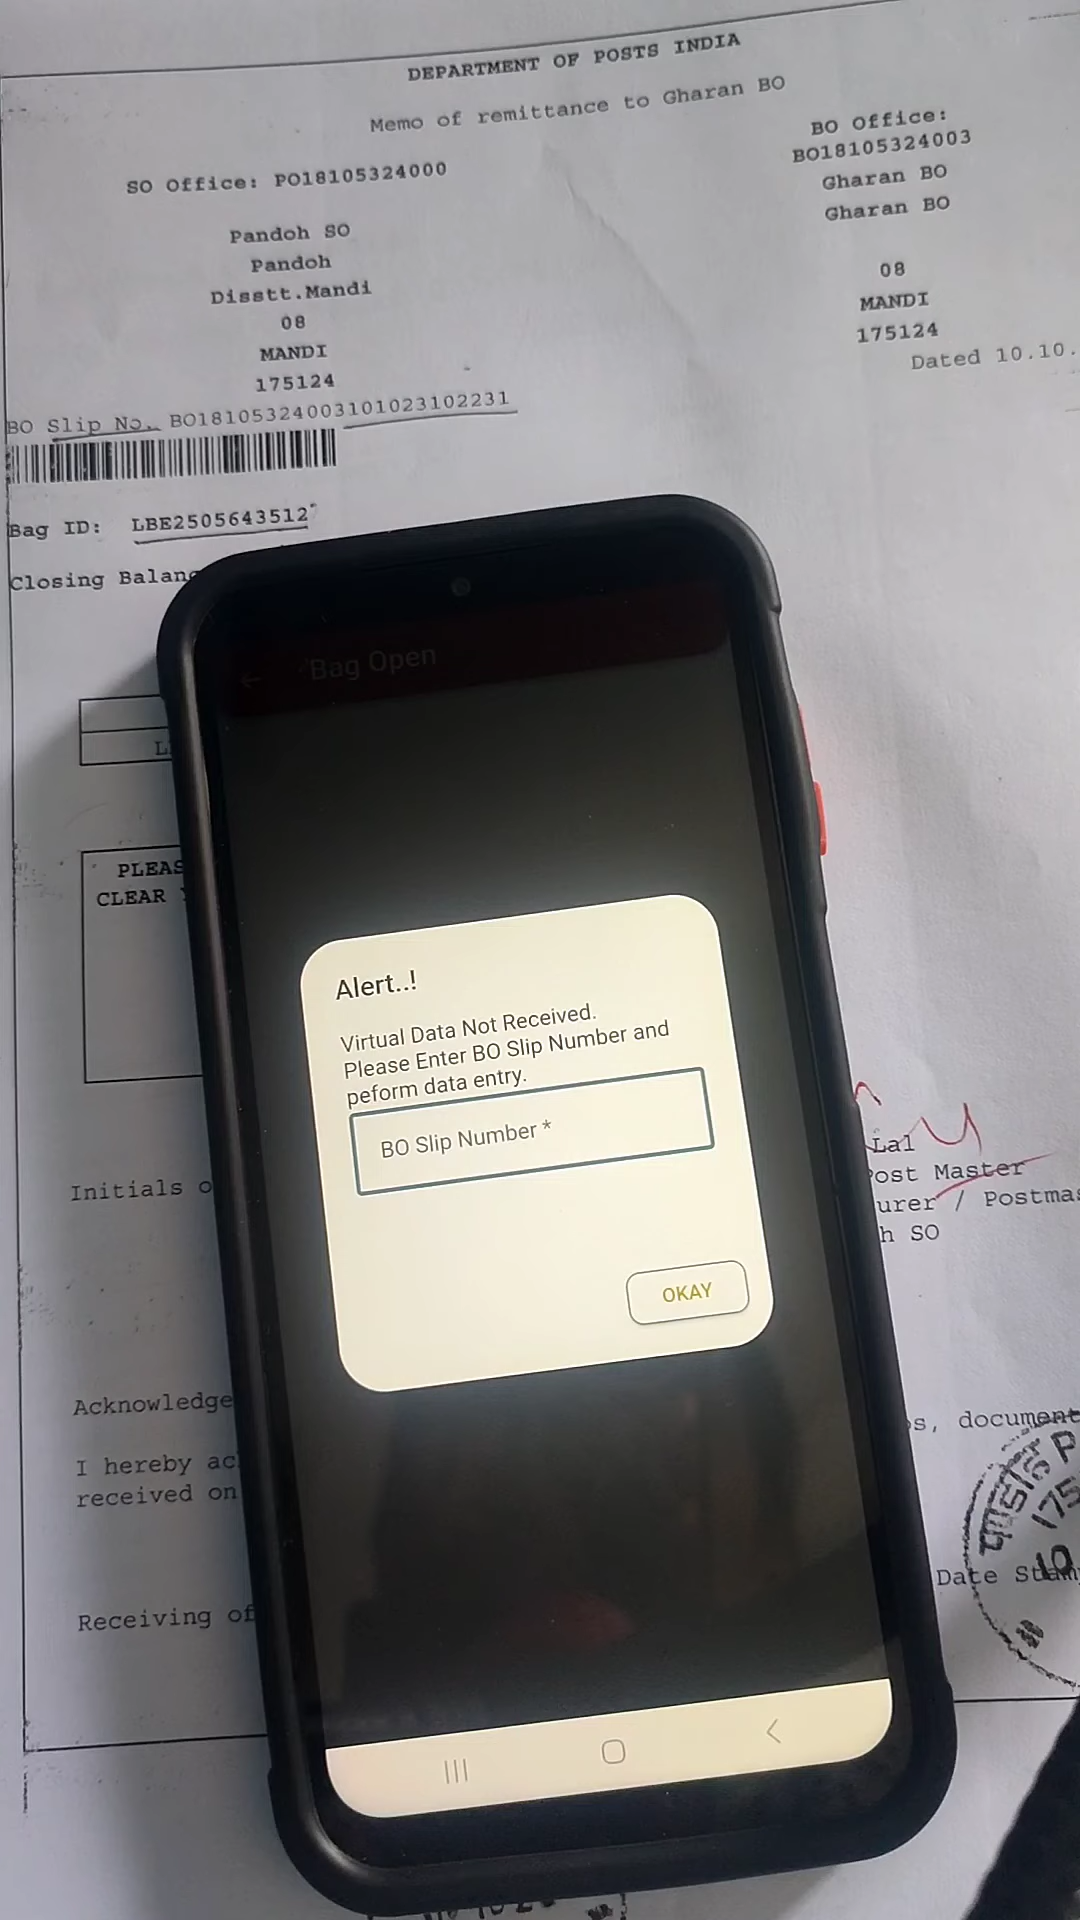 DEPARTMENT OF POSTS INDIA
Memo of remittance to Gharan BO
SO Office: PO18105324000
Pandoh SO
Pandoh
Disstt.Mandi
08
MANDI
175124
BO Office:
BO18105324003
Gharan BO
Gharan BO
08
MANDI
175124
Dated 10.10.
BO Slip No. BO18105324003101023102231
Bag ID: LBE2505643512
Closing Balanc
PLEAS
CLEAR
Bag Open
Alert..!
Virtual Data Not Received.
Please Enter BO Slip Number and
peform data entry.
BO Slip Number *
OKAY
Lal
Post Master
urer / Postmas
h SO
Initials o
Acknowledge
s, document
I hereby ac
received on
Date Stam
Receiving of
175
10